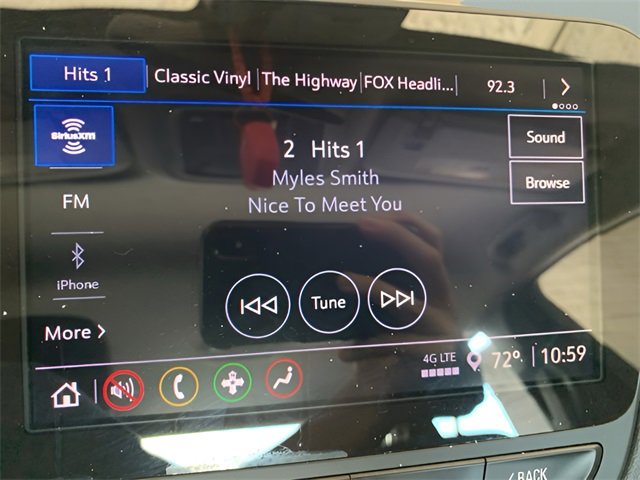 Hits 1
Classic Vinyl
The Highway
FOX Headli...
92.3
SiriusXM
2 Hits 1
Sound
Myles Smith
Browse
FM
Nice To Meet You
iPhone
Tune
More
4G LTE
72°
10:59
BACK